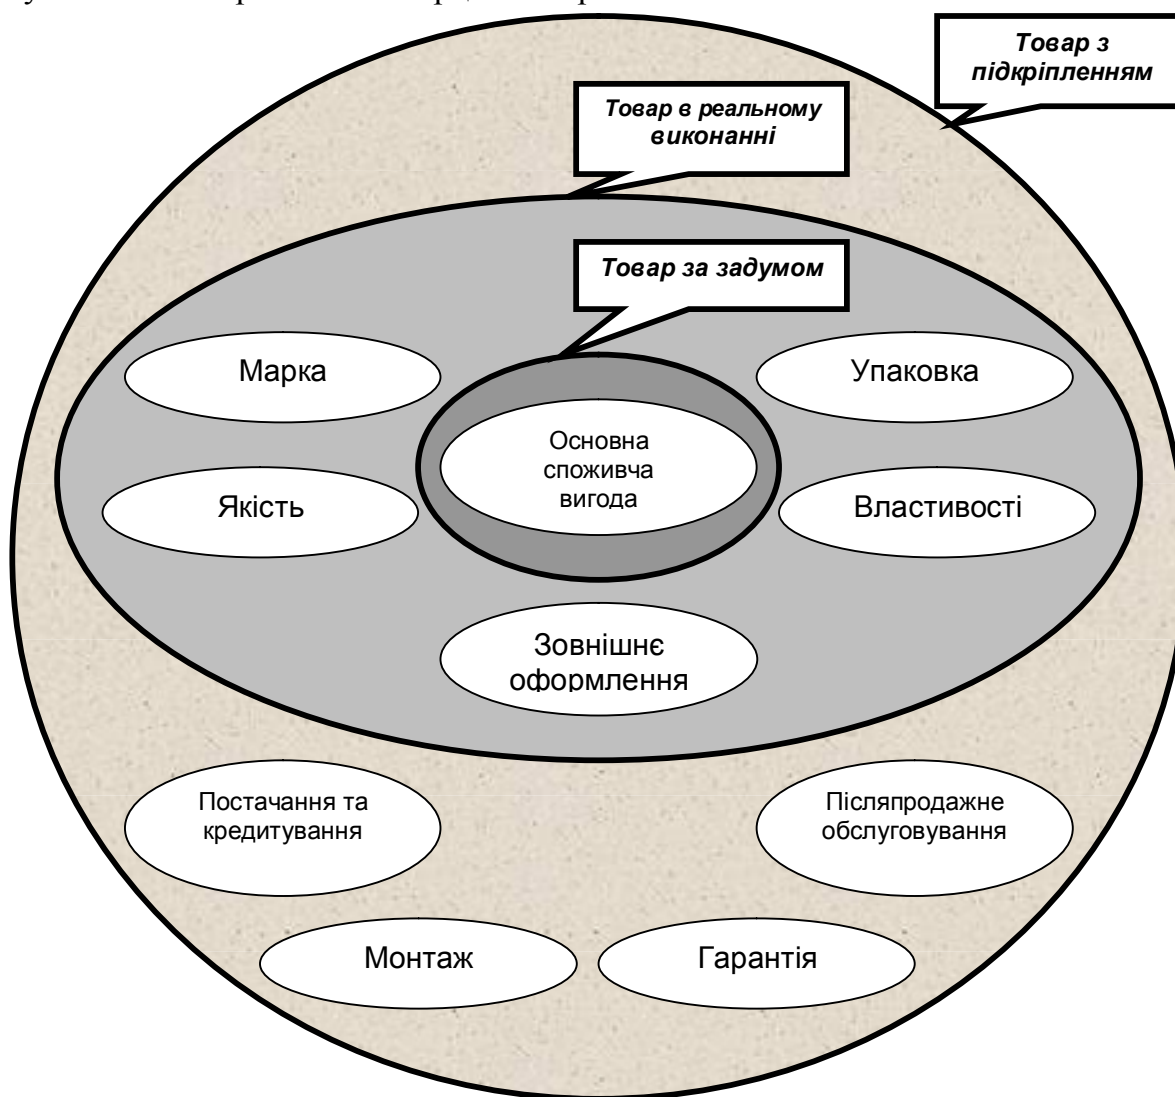 Товар з
підкріпленням
Товар в реальному
виконанні
Товар за задумом
Марка
Упаковка
Основна
споживча
вигода
Якість
Властивості
Зовнішнє
оформлення
Постачання та
кредитування
Післяпродажне
обслуговування
Монтаж
Гарантія